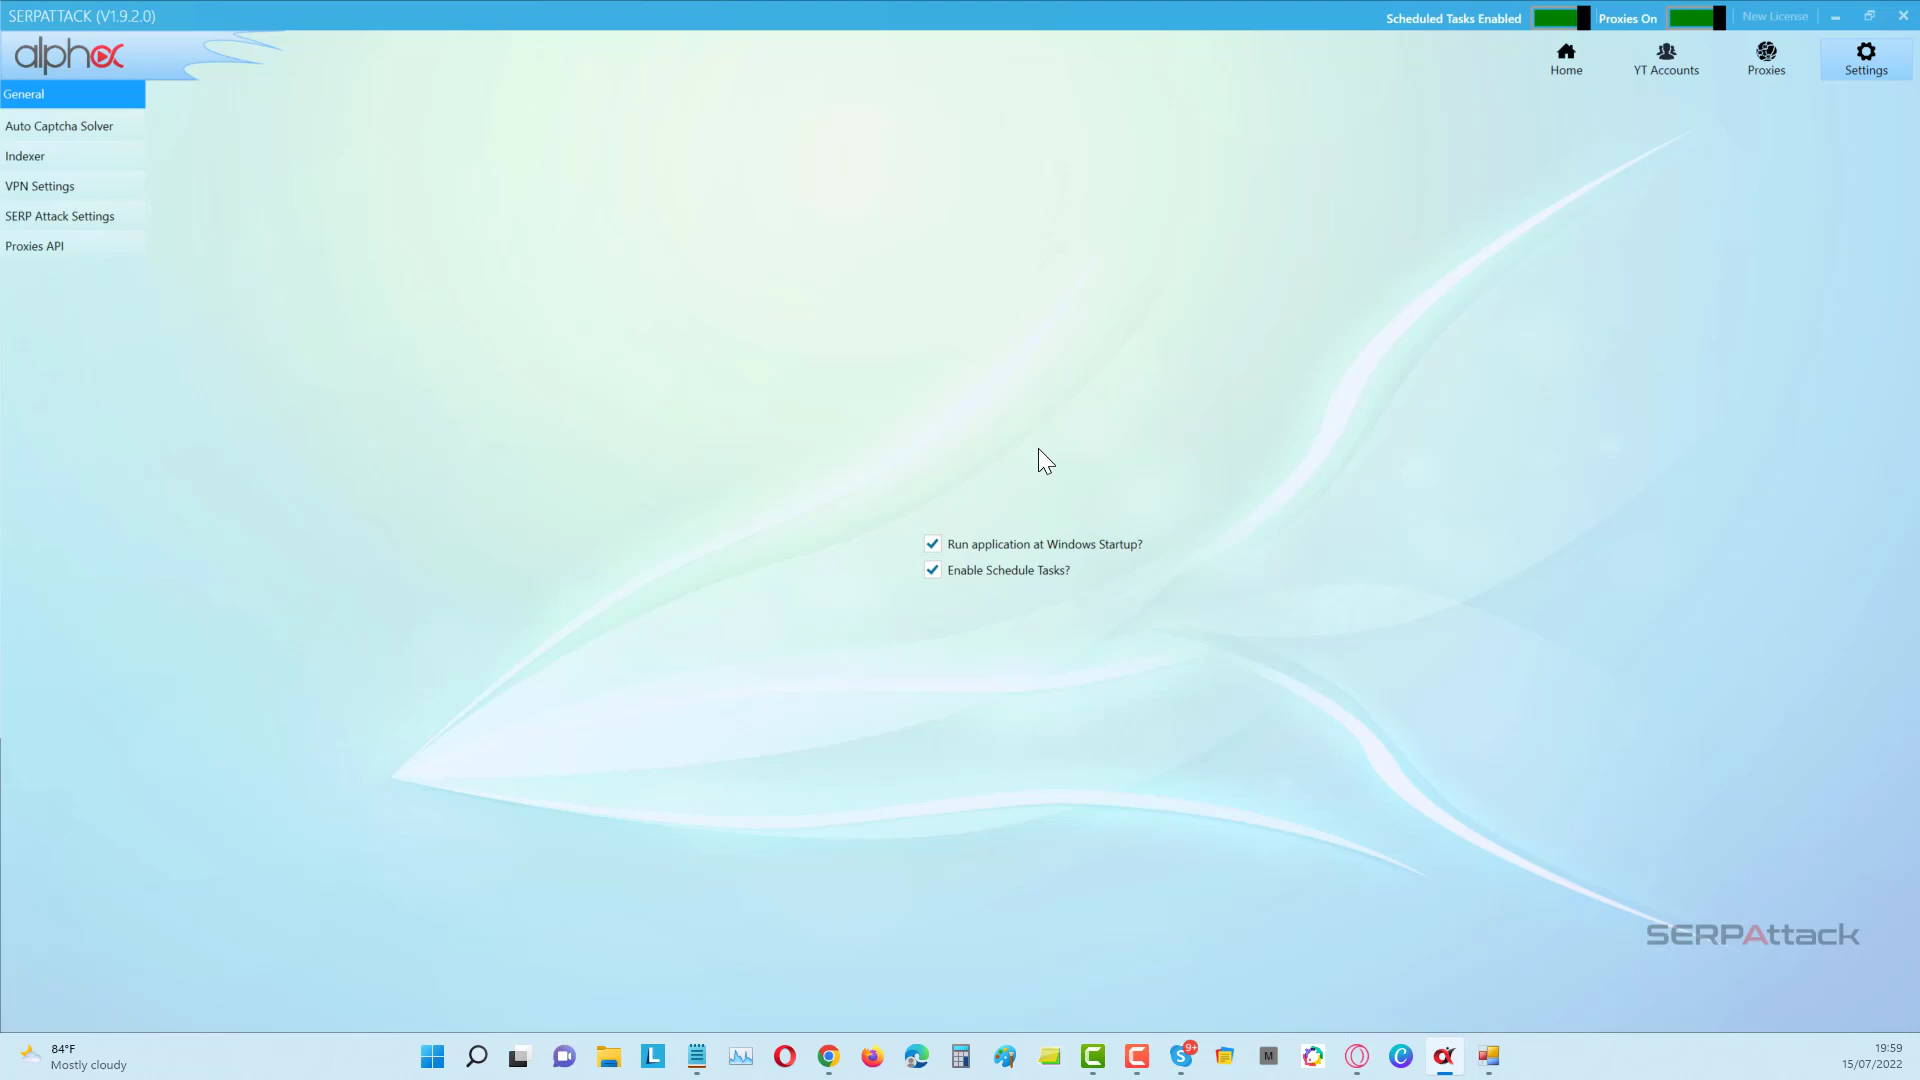 SERPATTACK (V1.9.2.0)
Scheduled Tasks Enabled
Proxies On
New License
alpha
Home
YT Accounts
Proxies
Settings
General
Auto Captcha Solver
Indexer
VPN Settings
SERP Attack Settings
Proxies API
Run application at Windows Startup?
Enable Schedule Tasks?
SERPAttack
84°F
Mostly cloudy
L
S
9+
M
C
19:59
15/07/2022